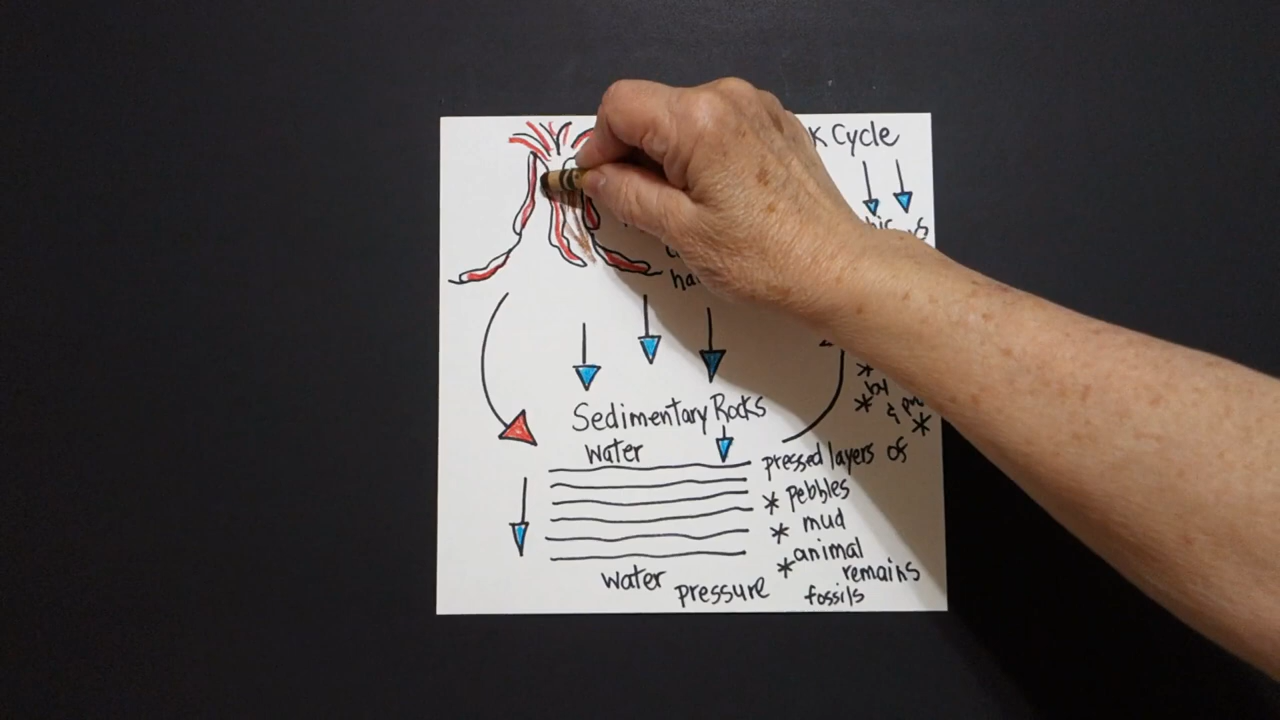 K Cycle
Sedimentary Rocks
water
pressed layers of
* pebbles
* mud
* animal
remains
fossils
water pressure